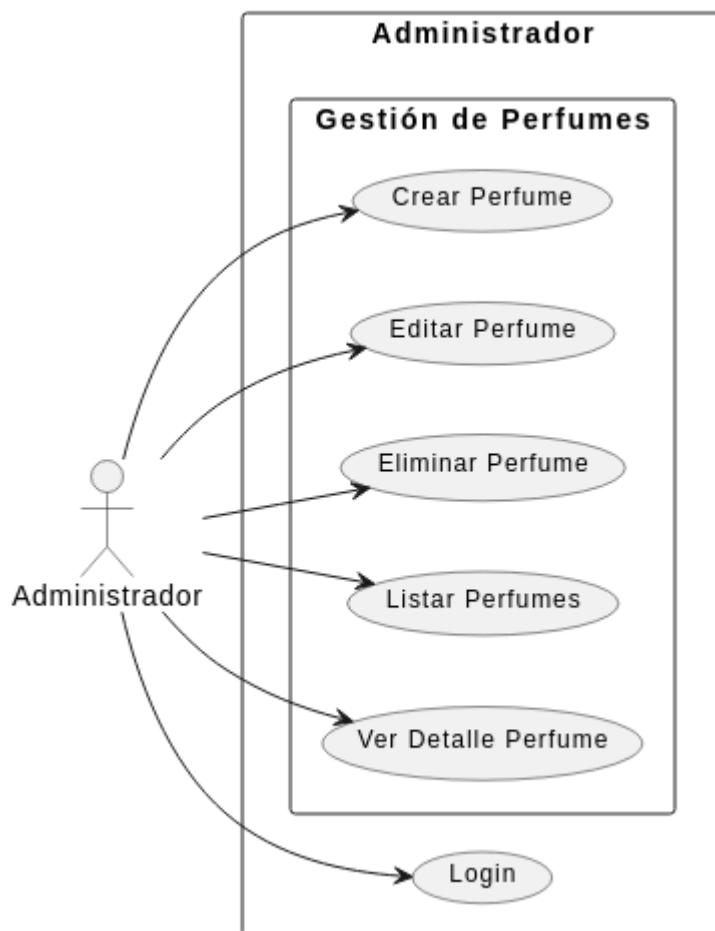 Administrador
Gestión de Perfumes
Crear Perfume
Editar Perfume
Eliminar Perfume
Administrador
Listar Perfumes
Ver Detalle Perfume
Login